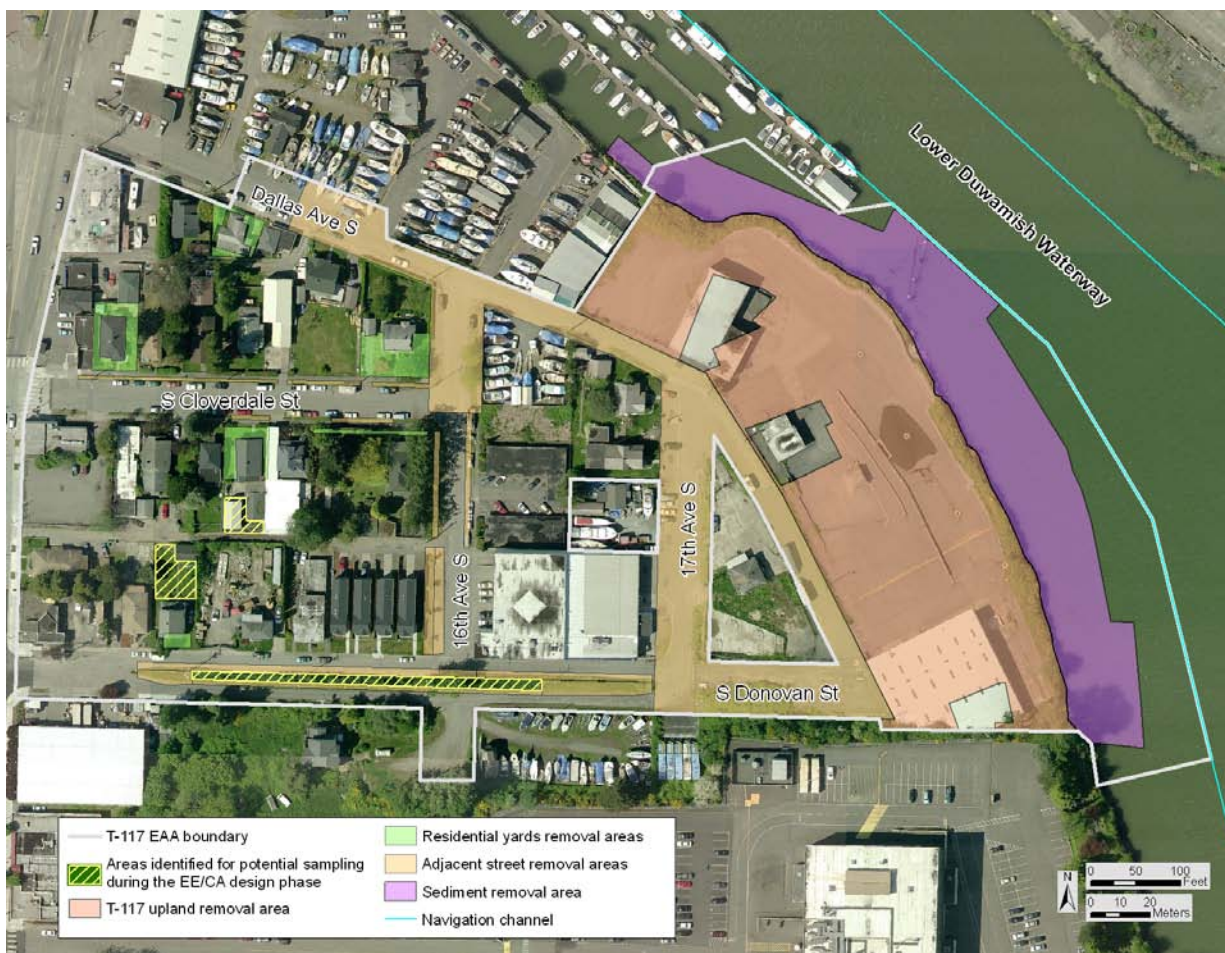 Lower Duwamish Waterway
Dallas Ave S
S Cloverdale St
17th Ave S
16th Ave S
S Donovan St
T-117 EAA boundary
Areas identified for potential sampling
during the EE/CA design phase
T-117 upland removal area
Residential yards removal areas
Adjacent street removal areas
Sediment removal area
Navigation channel
N
0 50 100
Feet
0 10 20
Meters